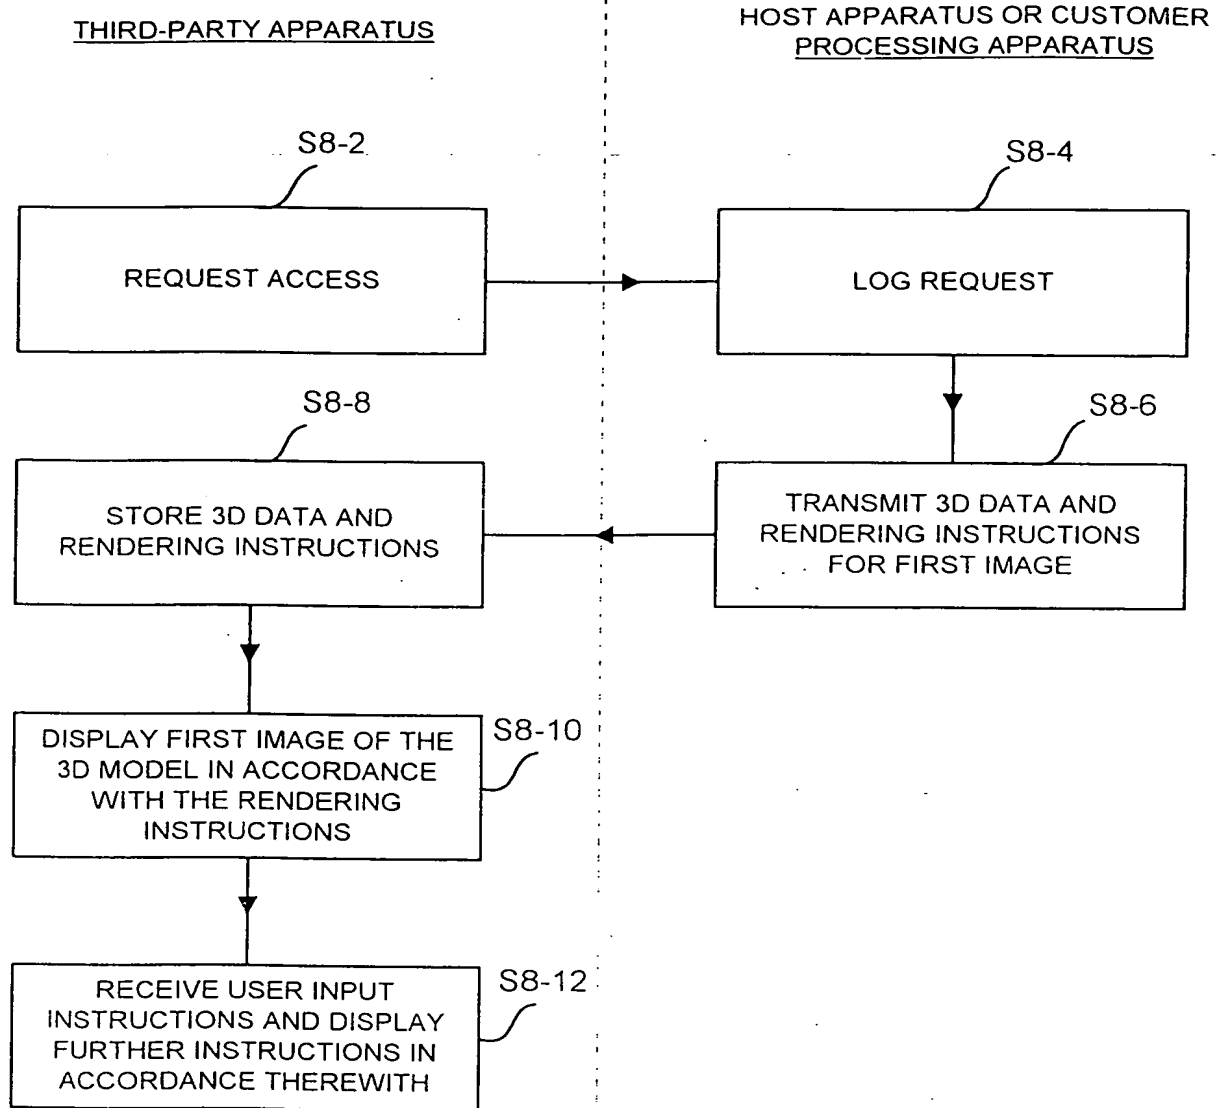 THIRD-PARTY APPARATUS
HOST APPARATUS OR CUSTOMER
PROCESSING APPARATUS
S8-2
REQUEST ACCESS
S8-4
LOG REQUEST
S8-8
STORE 3D DATA AND
RENDERING INSTRUCTIONS
S8-6
TRANSMIT 3D DATA AND
RENDERING INSTRUCTIONS
FOR FIRST IMAGE
S8-10
DISPLAY FIRST IMAGE OF THE
3D MODEL IN ACCORDANCE
WITH THE RENDERING
INSTRUCTIONS
S8-12
RECEIVE USER INPUT
INSTRUCTIONS AND DISPLAY
FURTHER INSTRUCTIONS IN
ACCORDANCE THEREWITH